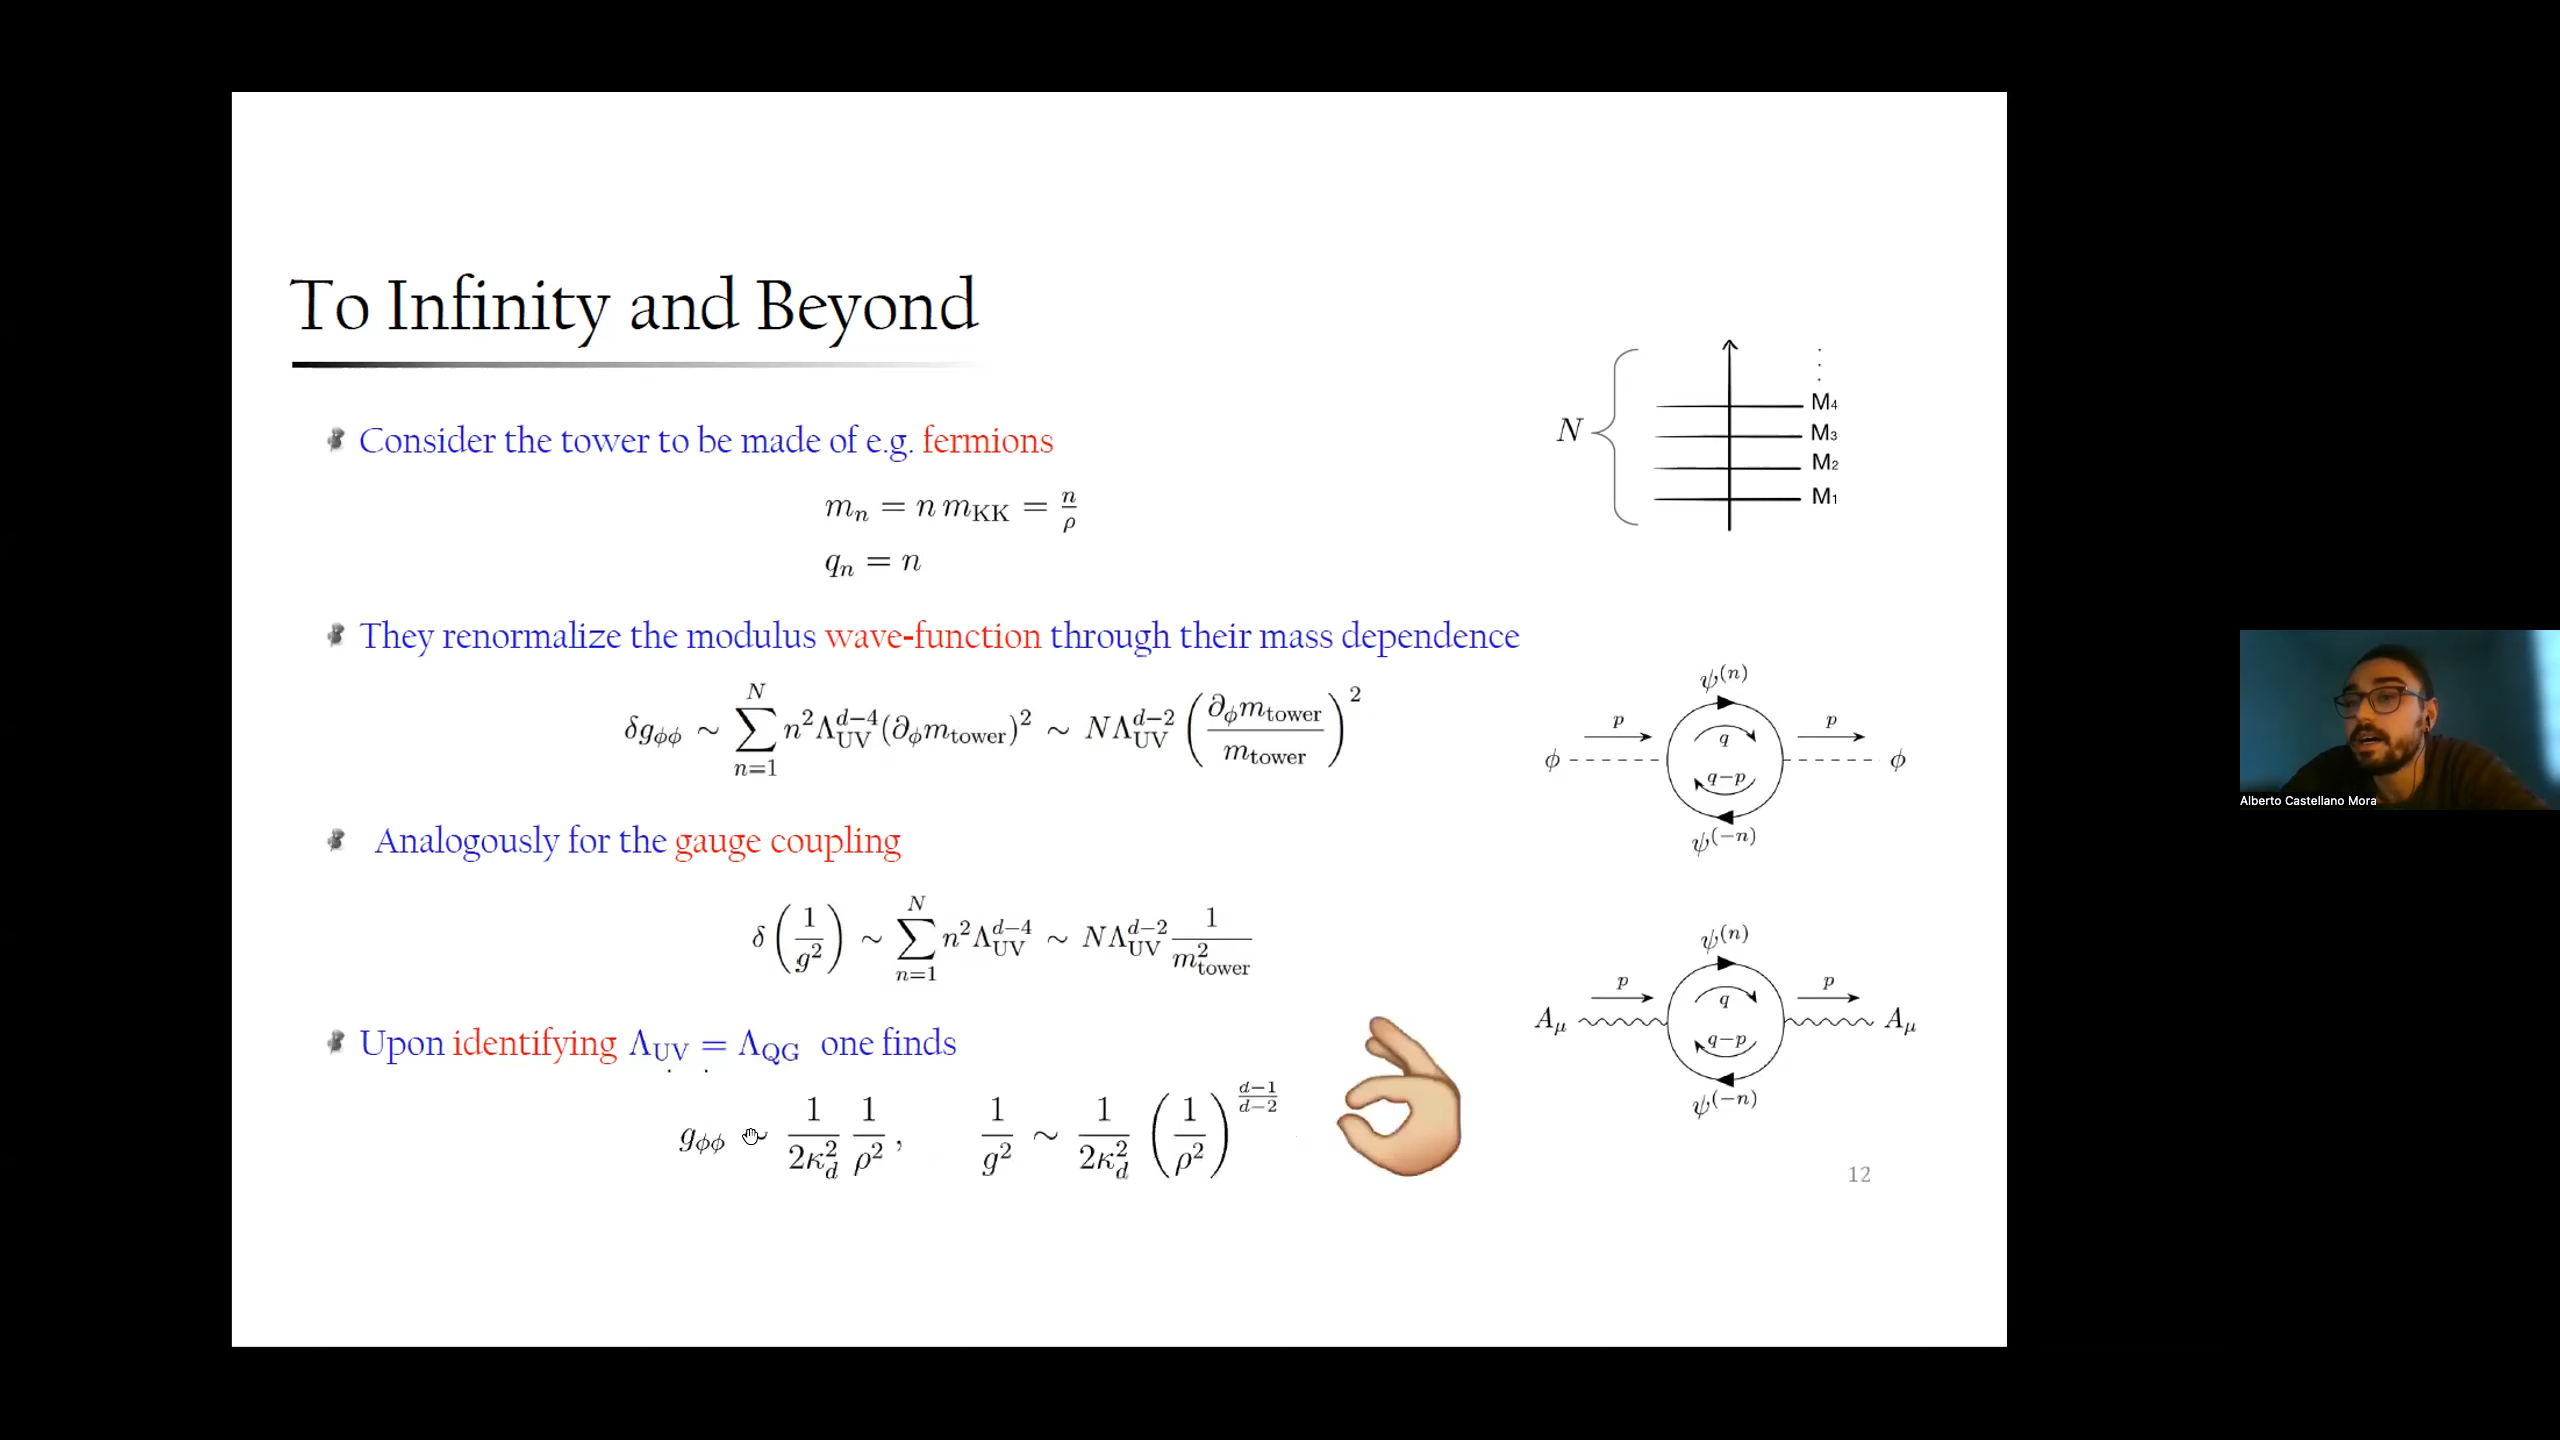 To Infinity and Beyond
Consider the tower to be made of e.g. fermions
m_n = n m_KK = n/ρ
q_n = n
They renormalize the modulus wave-function through their mass dependence
δg_ϕϕ ∼ ∑_{n=1}^{N} n² Λ_UV^{d−4} (∂_ϕ m_tower)² ∼ N Λ_UV^{d−2} (∂_ϕ m_tower / m_tower)²
Analogously for the gauge coupling
δ(1/g²) ∼ ∑_{n=1}^{N} n² Λ_UV^{d−4} ∼ N Λ_UV^{d−2} 1/m²_tower
Upon identifying Λ_UV = Λ_QG one finds
g_ϕϕ ∼ 1/(2κ_d²) 1/ρ² , 1/g² ∼ 1/(2κ_d²) (1/ρ²)^{(d−1)/(d−2)}
N
M4
M3
M2
M1
ψ^(n)
p
p
q
ϕ
ϕ
q−p
ψ^(−n)
ψ^(n)
p
p
q
A_μ
A_μ
q−p
ψ^(−n)
12
Alberto Castellano Mora